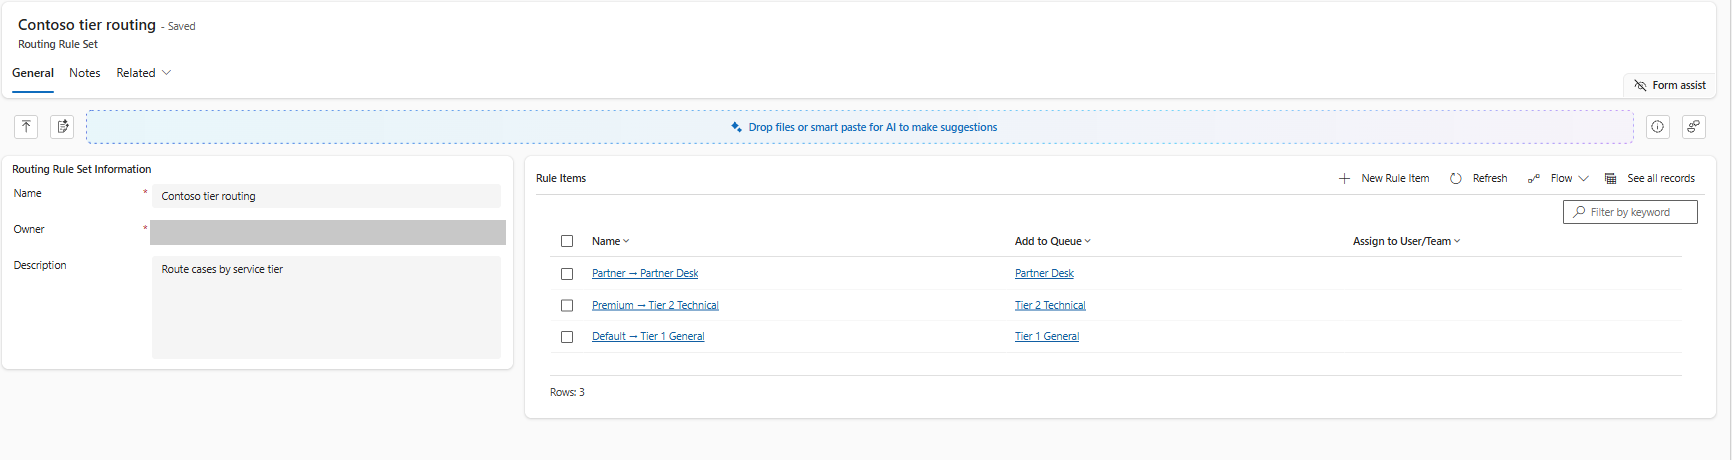 Contoso tier routing - Saved
Routing Rule Set
General Notes Related
Form assist
Drop files or smart paste for AI to make suggestions
Routing Rule Set Information
Name * Contoso tier routing
Owner *
Description Route cases by service tier
Rule Items New Rule Item Refresh Flow See all records
Filter by keyword
Name Add to Queue Assign to User/Team
Partner → Partner Desk Partner Desk
Premium → Tier 2 Technical Tier 2 Technical
Default → Tier 1 General Tier 1 General
Rows: 3